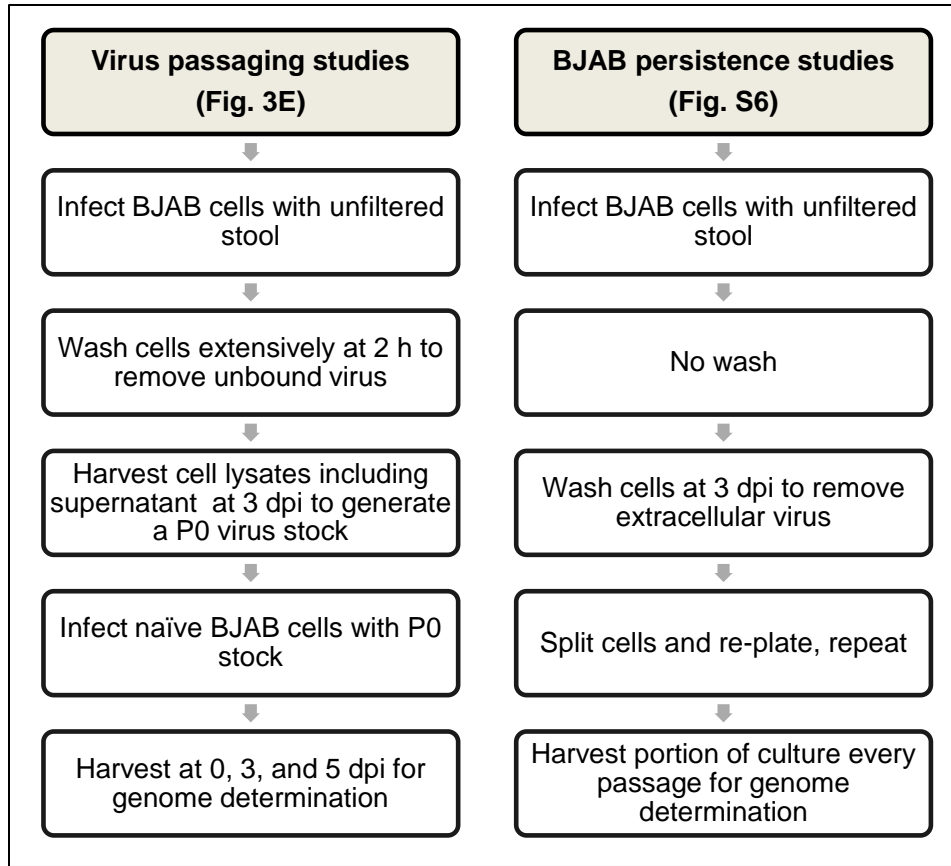 Virus passaging studies
(Fig. 3E)
Infect BJAB cells with unfiltered
stool
Wash cells extensively at 2 h to
remove unbound virus
Harvest cell lysates including
supernatant  at 3 dpi to generate
a P0 virus stock
Infect naïve BJAB cells with P0
stock
Harvest at 0, 3, and 5 dpi for
genome determination
BJAB persistence studies
(Fig. S6)
Infect BJAB cells with unfiltered
stool
No wash
Wash cells at 3 dpi to remove
extracellular virus
Split cells and re-plate, repeat
Harvest portion of culture every
passage for genome
determination